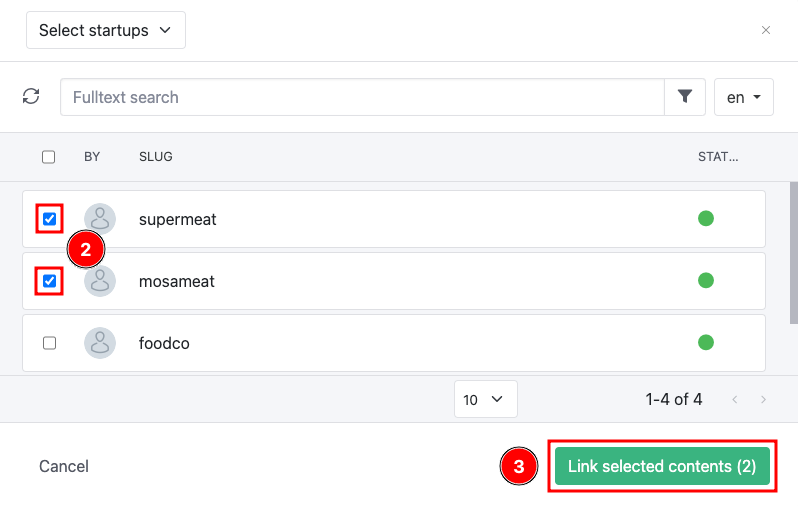 Select startups
Fulltext search
en
BY SLUG STAT...
supermeat
2
mosameat
foodco
10 1-4 of 4
Cancel 3 Link selected contents (2)